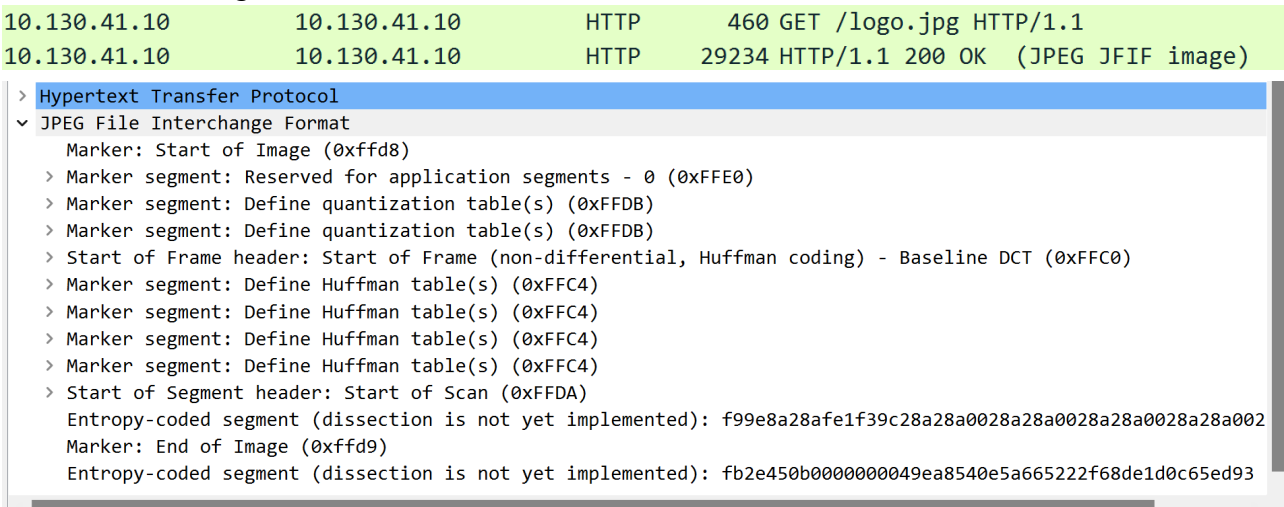 10.130.41.10 10.130.41.10 HTTP 460 GET /logo.jpg HTTP/1.1
10.130.41.10 10.130.41.10 HTTP 29234 HTTP/1.1 200 OK (JPEG JFIF image)
Hypertext Transfer Protocol
JPEG File Interchange Format
Marker: Start of Image (0xffd8)
Marker segment: Reserved for application segments - 0 (0xFFE0)
Marker segment: Define quantization table(s) (0xFFDB)
Marker segment: Define quantization table(s) (0xFFDB)
Start of Frame header: Start of Frame (non-differential, Huffman coding) - Baseline DCT (0xFFC0)
Marker segment: Define Huffman table(s) (0xFFC4)
Marker segment: Define Huffman table(s) (0xFFC4)
Marker segment: Define Huffman table(s) (0xFFC4)
Marker segment: Define Huffman table(s) (0xFFC4)
Start of Segment header: Start of Scan (0xFFDA)
Entropy-coded segment (dissection is not yet implemented): f99e8a28afe1f39c28a28a0028a28a0028a28a0028a28a002
Marker: End of Image (0xffd9)
Entropy-coded segment (dissection is not yet implemented): fb2e450b0000000049ea8540e5a665222f68de1d0c65ed93